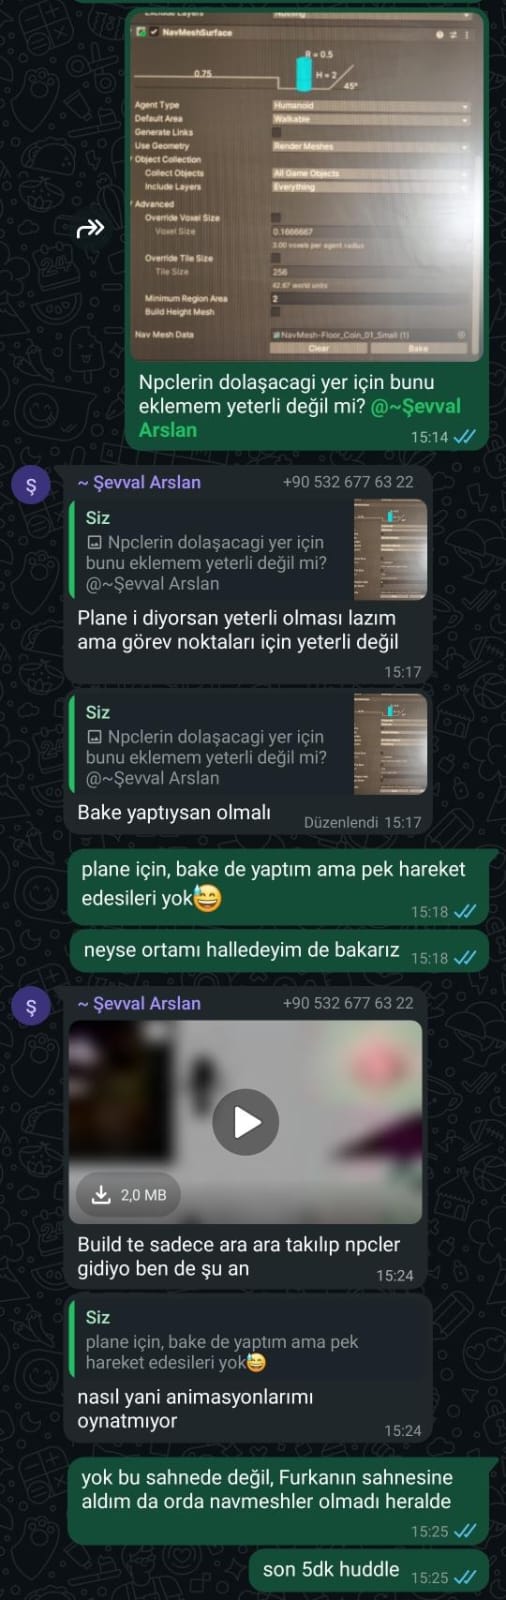 Exclude Layers
Nothing
NavMeshSurface
R = 0.5
0.75
H = 2
45°
Agent Type
Humanoid
Default Area
Walkable
Generate Links
Use Geometry
Render Meshes
Object Collection
Collect Objects
All Game Objects
Include Layers
Everything
Advanced
Override Voxel Size
Voxel Size
0.1666667
3.00 voxels per agent radius
Override Tile Size
Tile Size
256
42.67 world units
Minimum Region Area
2
Build Height Mesh
Nav Mesh Data
NavMesh-Floor_Coin_01_Small (1)
Clear
Bake
Npclerin dolaşacagi yer için bunu
eklemem yeterli değil mi? @~Şevval
Arslan
15:14
Ş
~ Şevval Arslan
+90 532 677 63 22
Siz
Npclerin dolaşacagi yer için
bunu eklemem yeterli değil mi?
@~Şevval Arslan
Plane i diyorsan yeterli olması lazım
ama görev noktaları için yeterli değil
15:17
Siz
Npclerin dolaşacagi yer için
bunu eklemem yeterli değil mi?
@~Şevval Arslan
Bake yaptıysan olmalı
Düzenlendi 15:17
plane için, bake de yaptım ama pek hareket
edesileri yok😅
15:18
neyse ortamı halledeyim de bakarız
15:18
Ş
~ Şevval Arslan
+90 532 677 63 22
2,0 MB
Build te sadece ara ara takılıp npcler
gidiyo ben de şu an
15:24
Siz
plane için, bake de yaptım ama pek
hareket edesileri yok😅
nasıl yani animasyonlarımı
oynatmıyor
15:24
yok bu sahnede değil, Furkanın sahnesine
aldım da orda navmeshler olmadı heralde
15:25
son 5dk huddle
15:25